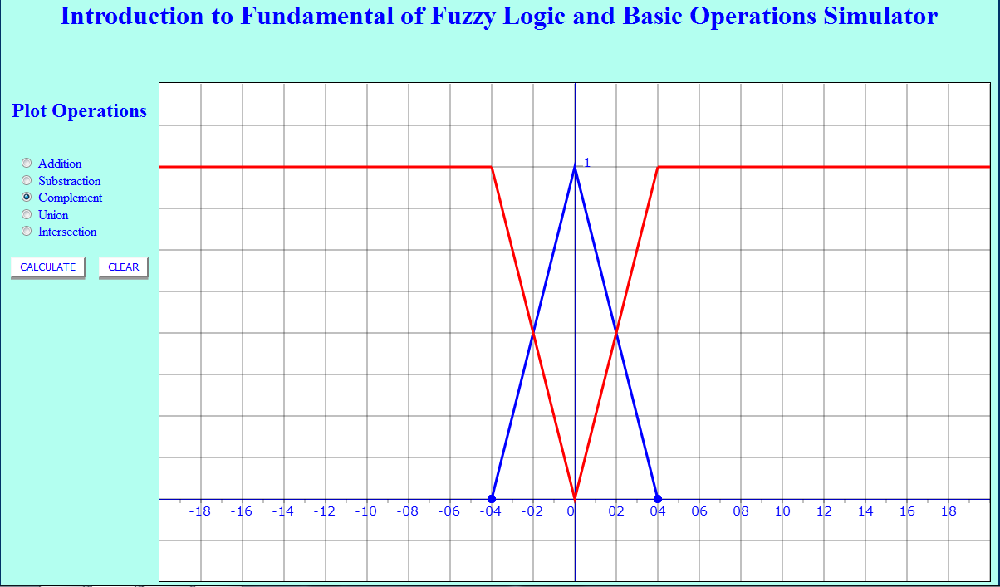 Introduction to Fundamental of Fuzzy Logic and Basic Operations Simulator
Plot Operations
Addition
Substraction
Complement
Union
Intersection
CALCULATE CLEAR
1
-18 -16 -14 -12 -10 -08 -06 -04 -02 0 02 04 06 08 10 12 14 16 18